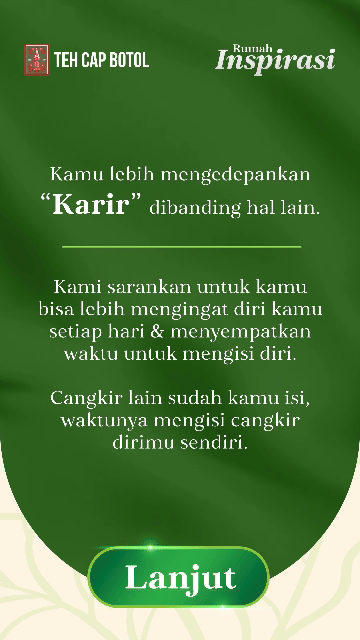 TEH CAP BOTOL
Rumah
Inspirasi
Kamu lebih mengedepankan
“Karir” dibanding hal lain.
Kami sarankan untuk kamu
bisa lebih mengingat diri kamu
setiap hari & menyempatkan
waktu untuk mengisi diri.
Cangkir lain sudah kamu isi,
waktunya mengisi cangkir
dirimu sendiri.
Lanjut